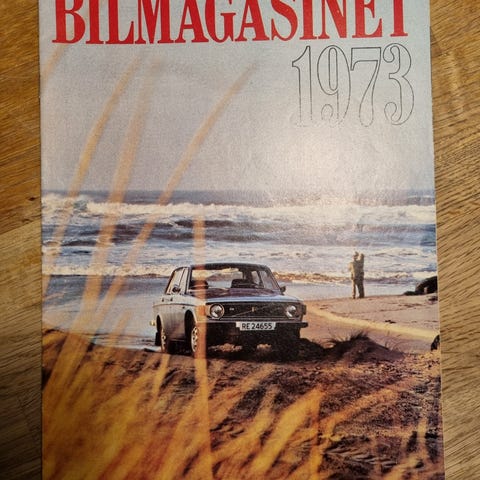 BILMAGASINET
1973
RE 24655